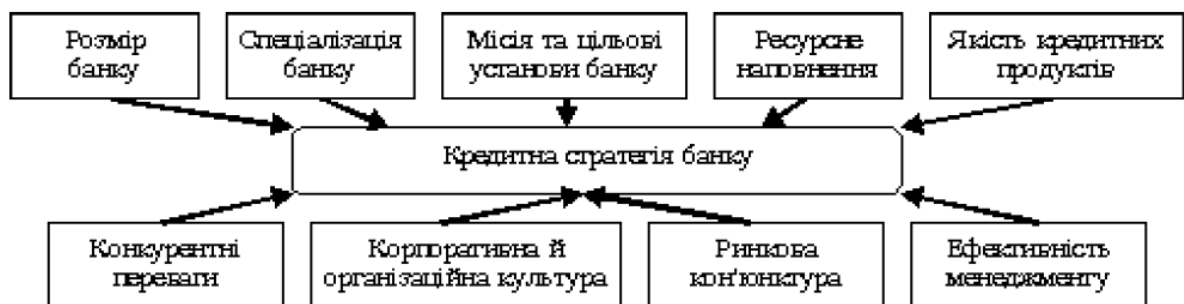 Розмір
банку
Спеціалізація
банку
Місія та цільові
установи банку
Ресурсне
наповнення
Якість кредитних
продуктів
Кредитна стратегія банку
Конкурентні
переваги
Корпоративна й
організаційна культура
Ринкова
кон'юнктура
Ефективність
менеджменту